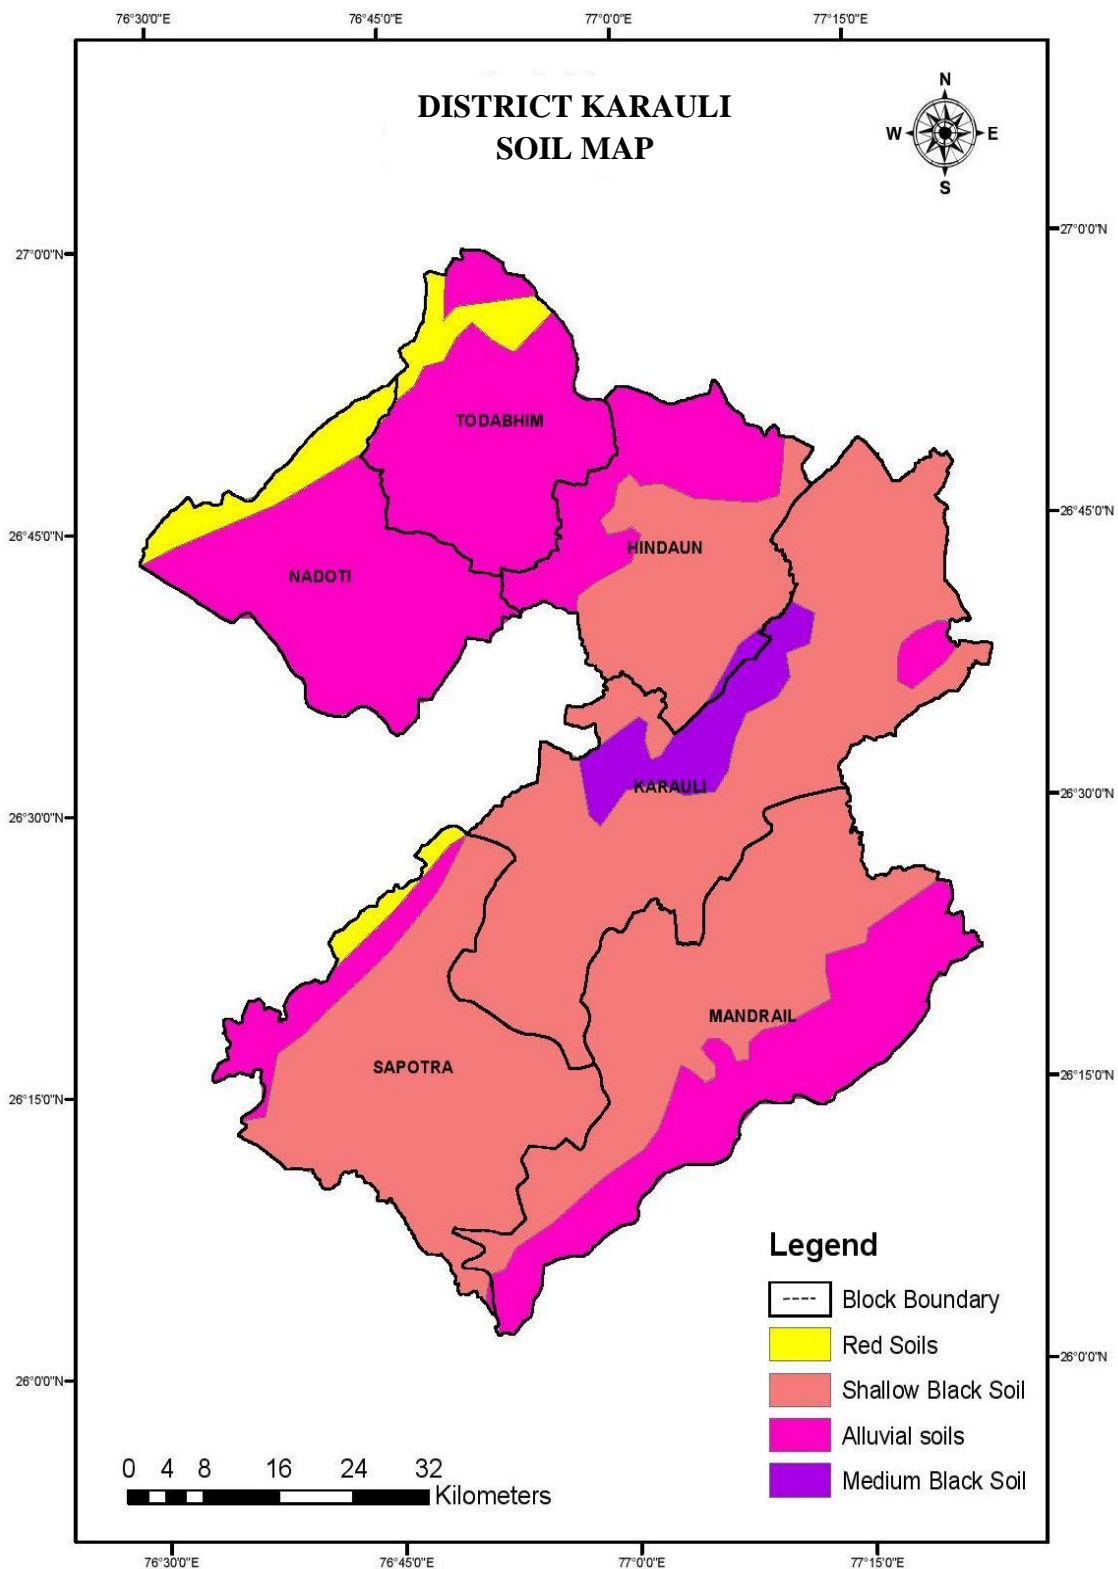 76°30'0"E 76°45'0"E 77°0'0"E 77°15'0"E
DISTRICT KARAULI
SOIL MAP
N
W E
S
27°0'0"N
27°0'0"N
TODABHIM
26°45'0"N
26°45'0"N
HINDAUN
NADOTI
KARAULI
26°30'0"N
26°30'0"N
MANDRAIL
SAPOTRA
26°15'0"N
26°15'0"N
Legend
Block Boundary
Red Soils
26°0'0"N
26°0'0"N
Shallow Black Soil
Alluvial soils
Medium Black Soil
0 4 8 16 24 32
Kilometers
76°30'0"E 76°45'0"E 77°0'0"E 77°15'0"E